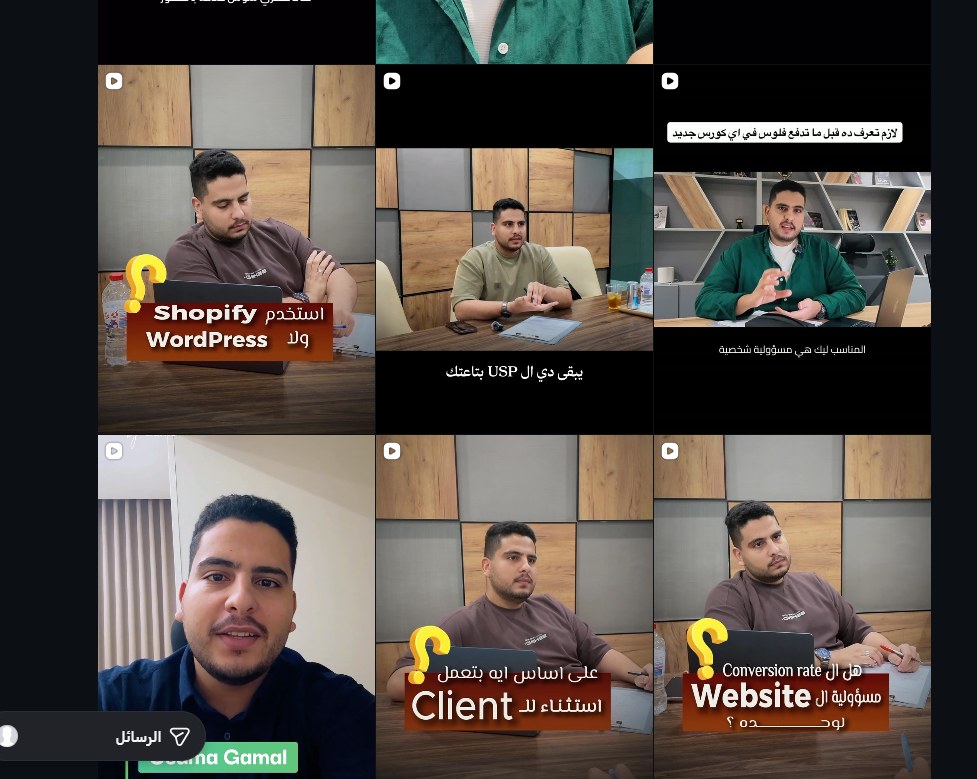 لازم تعرف ده قبل ما تدفع فلوس في اي كورس جديد
استخدم Shopify
ولا WordPress
يبقى دي ال USP بتاعتك
المناسب ليك هي مسؤولية شخصية
على اساس ايه بتعمل
استثناء للـ Client
هل ال Conversion rate
مسؤولية ال Website
لوحـــــــــده ؟
الرسائل
Gamal